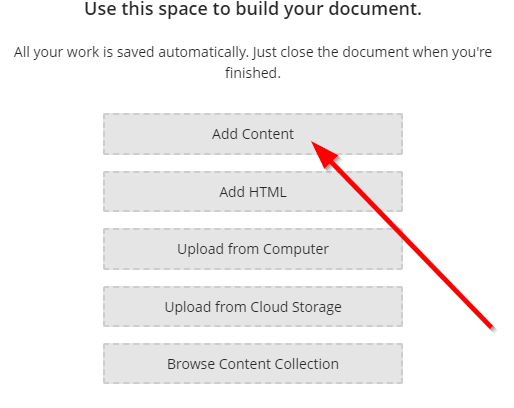 Use this space to build your document.
All your work is saved automatically. Just close the document when you're
finished.
Add Content
Add HTML
Upload from Computer
Upload from Cloud Storage
Browse Content Collection